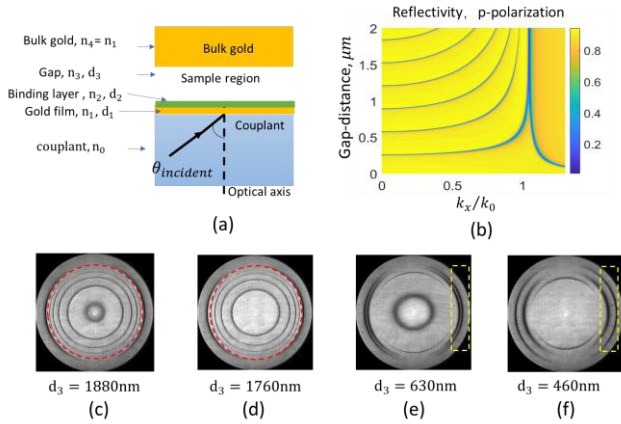 Bulk gold, n₄= n₁
Bulk gold
Gap, n₃, d₃
Sample region
Binding layer , n₂, d₂
Gold film, n₁, d₁
couplant, n₀
Couplant
θincident
Optical axis
(a)
Reflectivity, p-polarization
Gap-distance, μm
2
1.5
1
0.5
0
0
0.5
1
kₓ/k₀
0.8
0.6
0.4
0.2
(b)
d₃ = 1880nm
(c)
d₃ = 1760nm
(d)
d₃ = 630nm
(e)
d₃ = 460nm
(f)